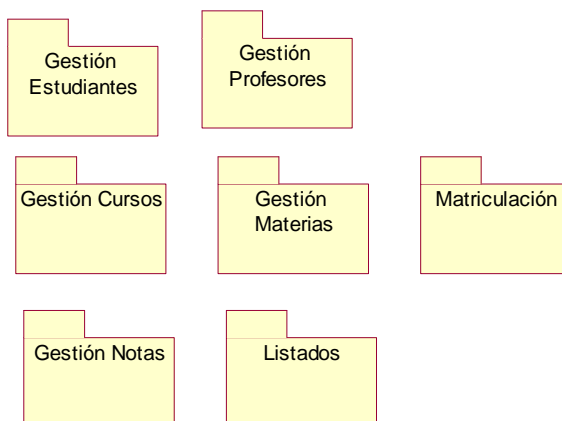 Gestión
Estudiantes
Gestión
Profesores
Gestión Cursos
Gestión
Materias
Matriculación
Gestión Notas
Listados